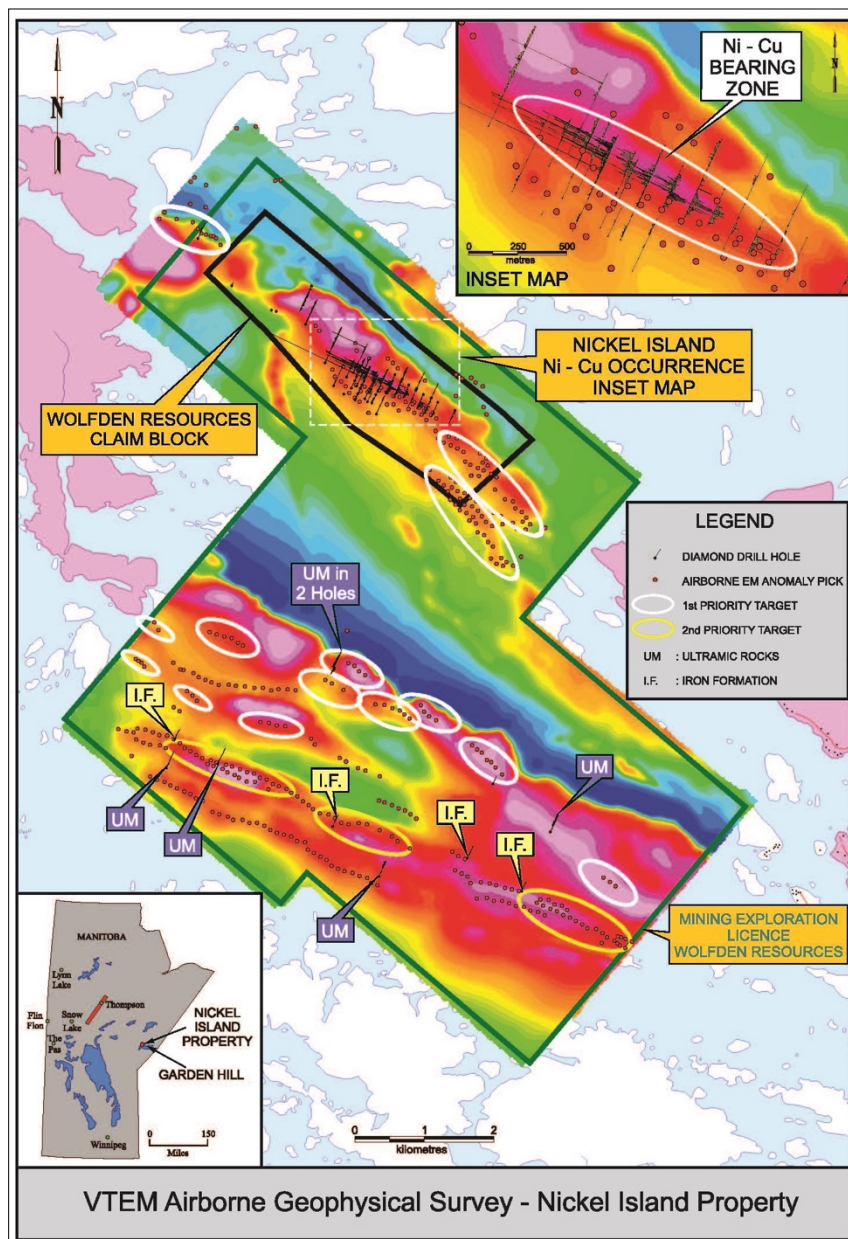 N
Ni - Cu
BEARING
ZONE
N
0 250 500
metres
INSET MAP
NICKEL ISLAND
Ni - Cu OCCURRENCE
INSET MAP
WOLFDEN RESOURCES
CLAIM BLOCK
LEGEND
DIAMOND DRILL HOLE
AIRBORNE EM ANOMALY PICK
1st PRIORITY TARGET
2nd PRIORITY TARGET
UM : ULTRAMIC ROCKS
I.F. : IRON FORMATION
UM in
2 Holes
I.F.
UM
UM
I.F.
I.F.
UM
I.F.
UM
MINING EXPLORATION
LICENCE
WOLFDEN RESOURCES
MANITOBA
Lynn
Lake
Thompson
Flin
Flon
Snow
Lake
The
Pas
NICKEL
ISLAND
PROPERTY
GARDEN HILL
Winnipeg
0 150
Miles
0 1 2
kilometres
VTEM Airborne Geophysical Survey - Nickel Island Property